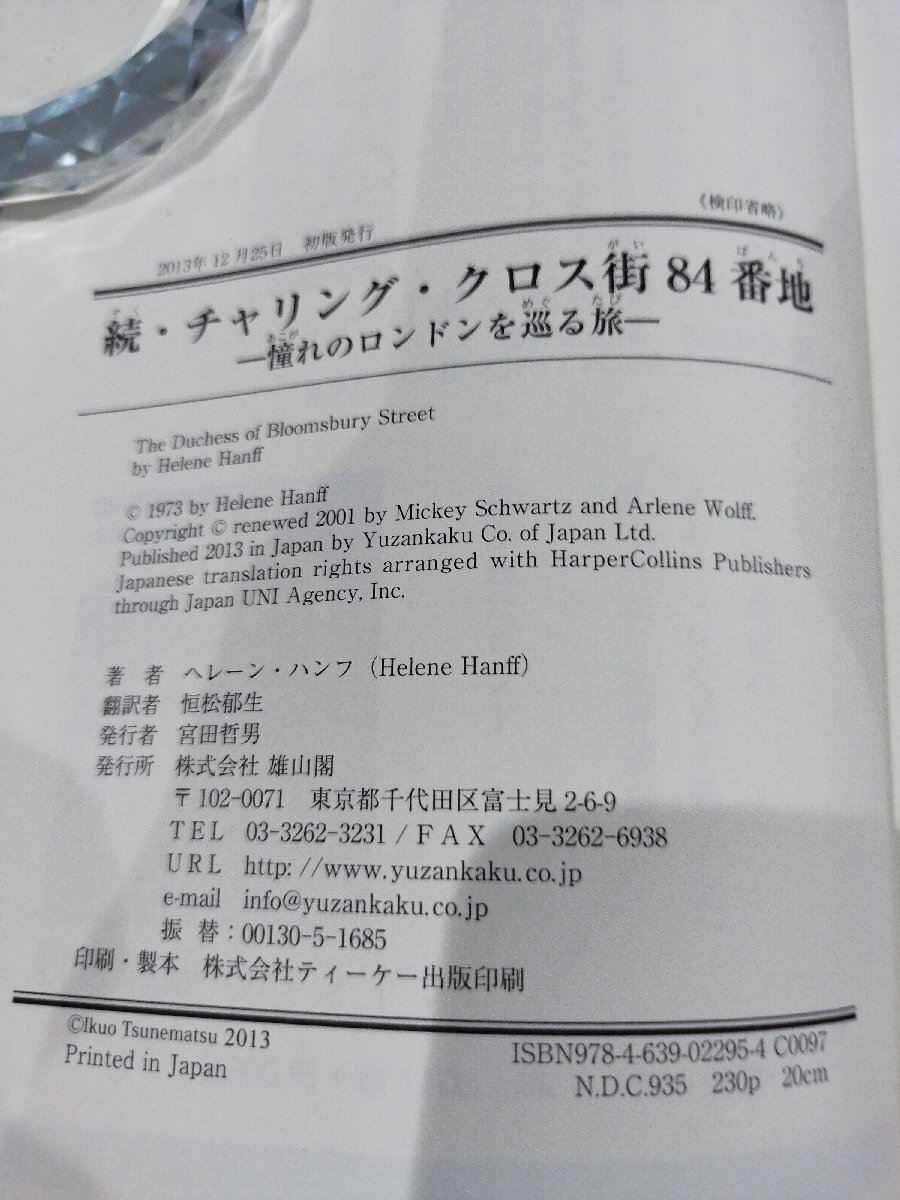 《検印省略》
2013年12月25日 初版発行
続・チャリング・クロス街84番地
―憧れのロンドンを巡る旅―
The Duchess of Bloomsbury Street
by Helene Hanff
© 1973 by Helene Hanff
Copyright © renewed 2001 by Mickey Schwartz and Arlene Wolff.
Published 2013 in Japan by Yuzankaku Co. of Japan Ltd.
Japanese translation rights arranged with HarperCollins Publishers
through Japan UNI Agency, Inc.
著 者 ヘレーン・ハンフ (Helene Hanff)
翻訳者 恒松郁生
発行者 宮田哲男
発行所 株式会社 雄山閣
〒102-0071 東京都千代田区富士見2-6-9
TEL 03-3262-3231 / FAX 03-3262-6938
URL http://www.yuzankaku.co.jp
e-mail info@yuzankaku.co.jp
振 替：00130-5-1685
印刷・製本 株式会社ティーケー出版印刷
©Ikuo Tsunematsu 2013
Printed in Japan
ISBN978-4-639-02295-4 C0097
N.D.C.935 230p 20cm